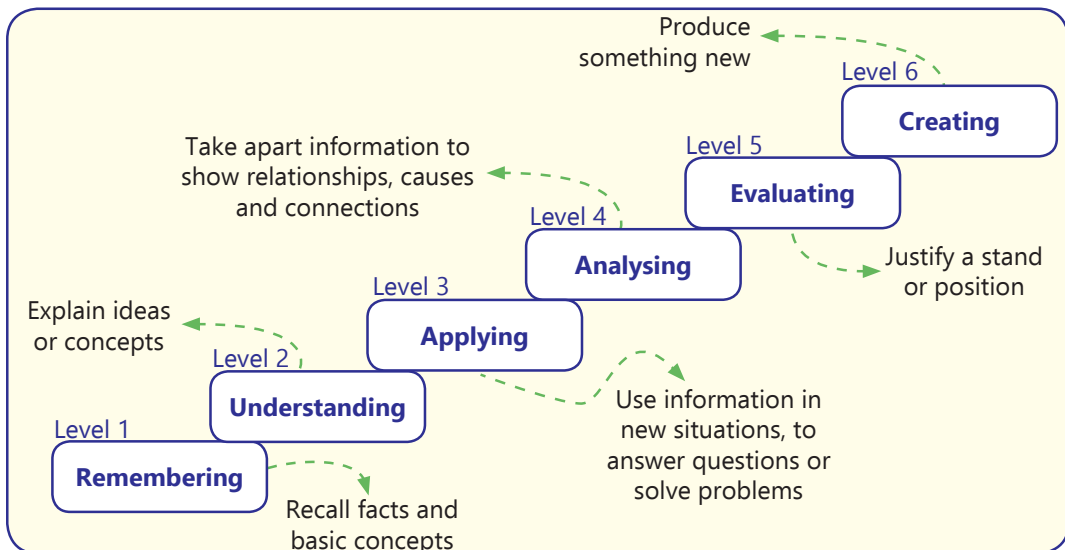 Produce
something new
Level 6
Creating
Take apart information to
show relationships, causes
and connections
Level 5
Evaluating
Level 4
Analysing
Justify a stand
or position
Level 3
Applying
Explain ideas
or concepts
Level 2
Understanding
Use information in
new situations, to
answer questions or
solve problems
Level 1
Remembering
Recall facts and
basic concepts